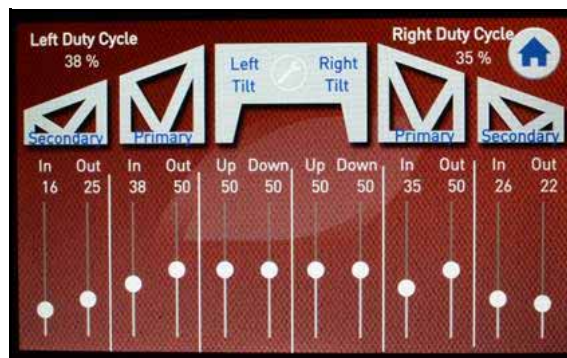 Left Duty Cycle
38 %
Right Duty Cycle
35 %
Left
Tilt
Right
Tilt
Secondary
Primary
Primary
Secondary
In Out In Out Up Down Up Down In Out In Out
16 25 38 50 50 50 50 50 35 50 26 22